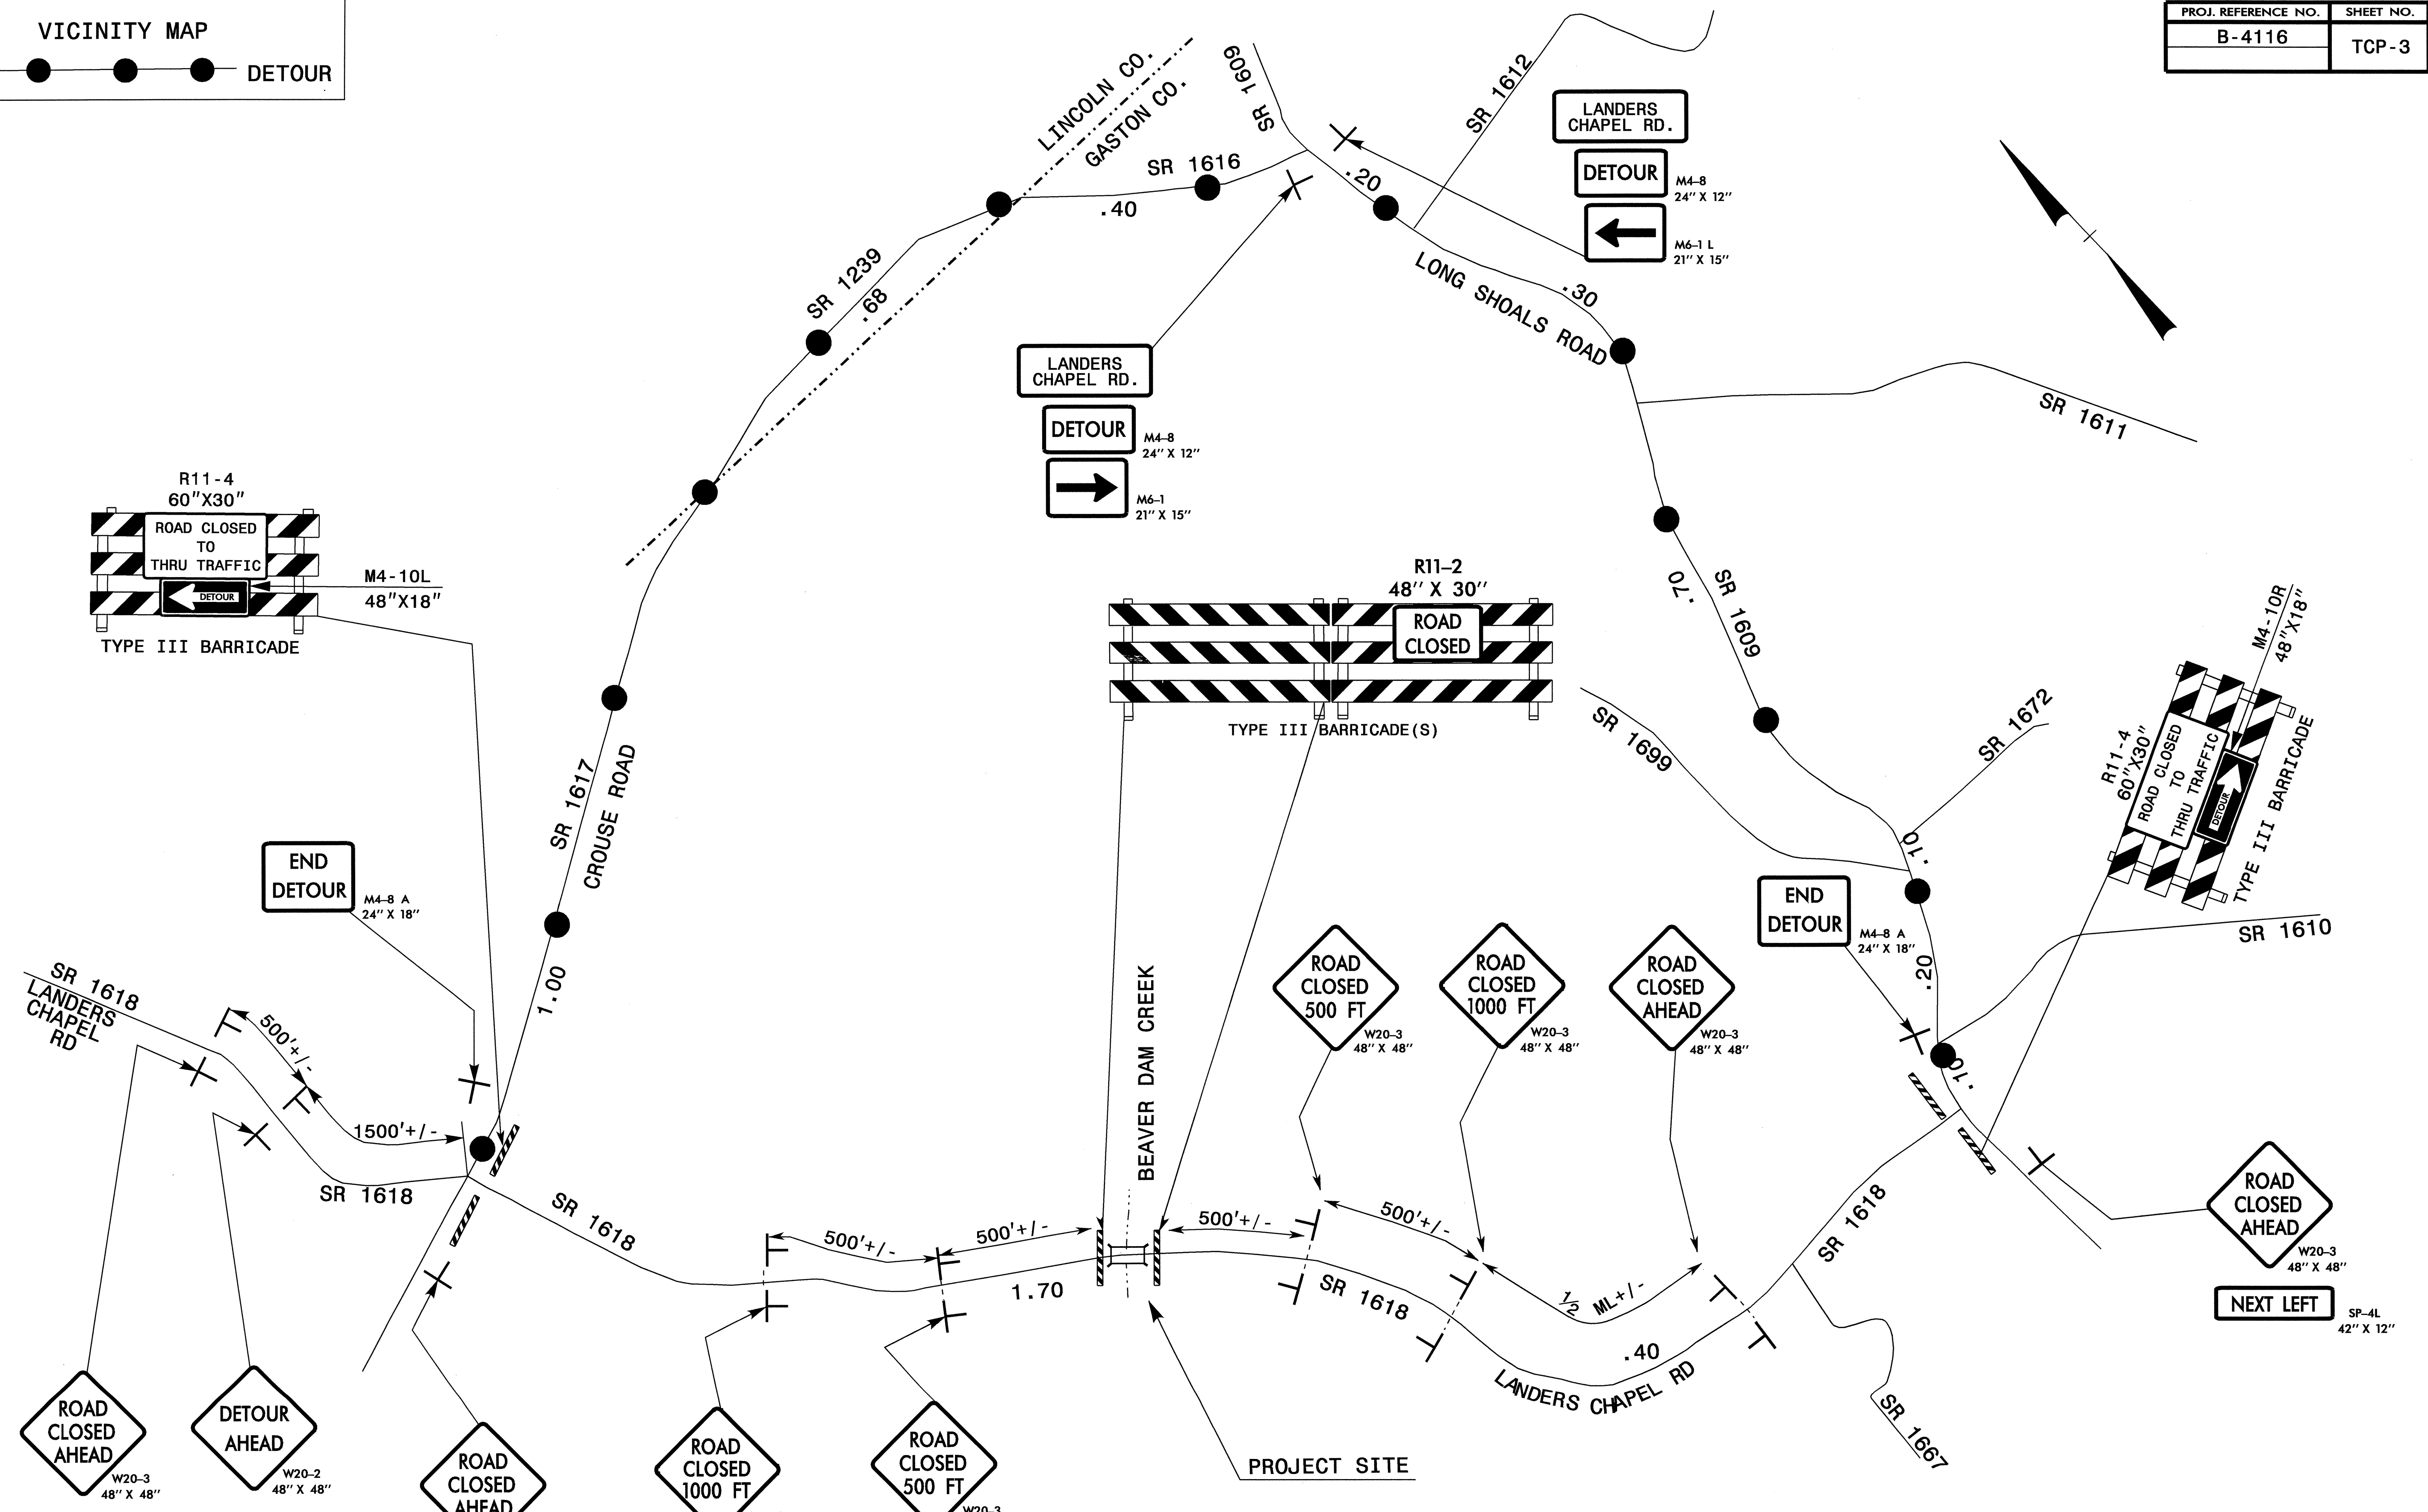 VICINITY MAP
DETOUR
PROJ. REFERENCE NO.
SHEET NO.
B-4116
TCP-3
LINCOLN CO.
GASTON CO.
SR 1609
SR 1612
LANDERS
CHAPEL RD.
DETOUR
M4-8
24" X 12"
M6-1 L
21" X 15"
SR 1616
.40
.20
SR 1239
.68
LONG SHOALS ROAD
.30
LANDERS
CHAPEL RD.
DETOUR
M4-8
24" X 12"
M6-1
21" X 15"
SR 1611
R11-4
60"X30"
ROAD CLOSED
TO
THRU TRAFFIC
DETOUR
M4-10L
48"X18"
TYPE III BARRICADE
R11-2
48" X 30"
ROAD
CLOSED
TYPE III BARRICADE(S)
.70
SR 1609
SR 1699
SR 1672
M4-10R
48"X18"
R11-4
60"X30"
ROAD CLOSED
TO
THRU TRAFFIC
DETOUR
TYPE III BARRICADE
SR 1617
CROUSE ROAD
1.00
END
DETOUR
M4-8 A
24" X 18"
.10
END
DETOUR
M4-8 A
24" X 18"
.20
SR 1610
.10
SR 1618
LANDERS
CHAPEL
RD
500'+/-
1500'+/-
SR 1618
SR 1618
BEAVER DAM CREEK
ROAD
CLOSED
500 FT
W20-3
48" X 48"
ROAD
CLOSED
1000 FT
W20-3
48" X 48"
ROAD
CLOSED
AHEAD
W20-3
48" X 48"
500'+/-
500'+/-
1.70
500'+/-
500'+/-
SR 1618
1/2 ML+/-
.40
LANDERS CHAPEL RD
SR 1618
SR 1667
ROAD
CLOSED
AHEAD
W20-3
48" X 48"
NEXT LEFT
SP-4L
42" X 12"
ROAD
CLOSED
AHEAD
W20-3
48" X 48"
DETOUR
AHEAD
W20-2
48" X 48"
ROAD
CLOSED
AHEAD
ROAD
CLOSED
1000 FT
ROAD
CLOSED
500 FT
W20-3
PROJECT SITE